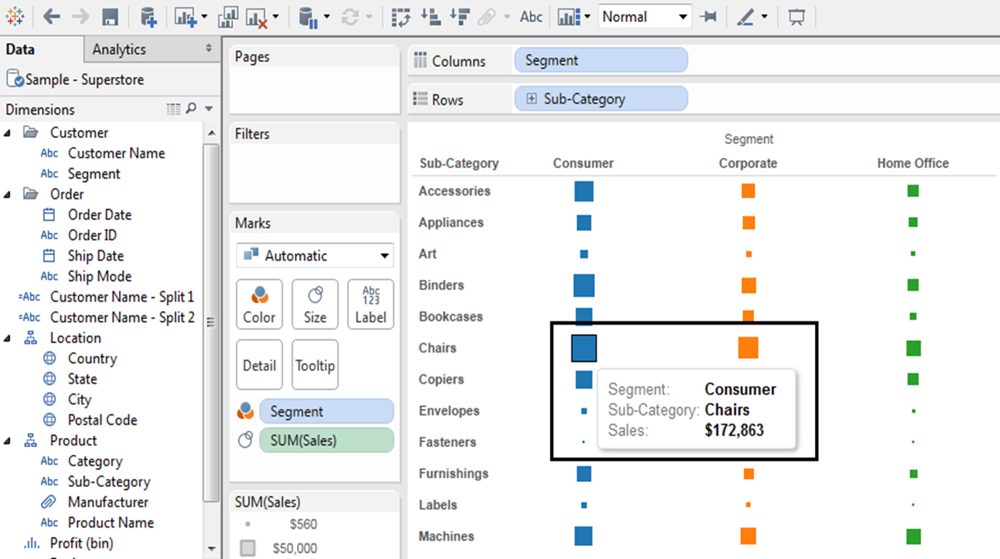 Abc
Normal
Data
Analytics
Sample - Superstore
Dimensions
Customer
Abc Customer Name
Abc Segment
Order
Order Date
Abc Order ID
Ship Date
Abc Ship Mode
=Abc Customer Name - Split 1
=Abc Customer Name - Split 2
Location
Country
State
City
Postal Code
Product
Abc Category
Abc Sub-Category
Manufacturer
Abc Product Name
Profit (bin)
Pages
Filters
Marks
Automatic
Color
Size
Abc
123
Label
Detail
Tooltip
Segment
SUM(Sales)
SUM(Sales)
$560
$50,000
Columns
Segment
Rows
Sub-Category
Segment
Sub-Category Consumer Corporate Home Office
Accessories
Appliances
Art
Binders
Bookcases
Chairs
Copiers
Envelopes
Fasteners
Furnishings
Labels
Machines
Segment: Consumer
Sub-Category: Chairs
Sales: $172,863